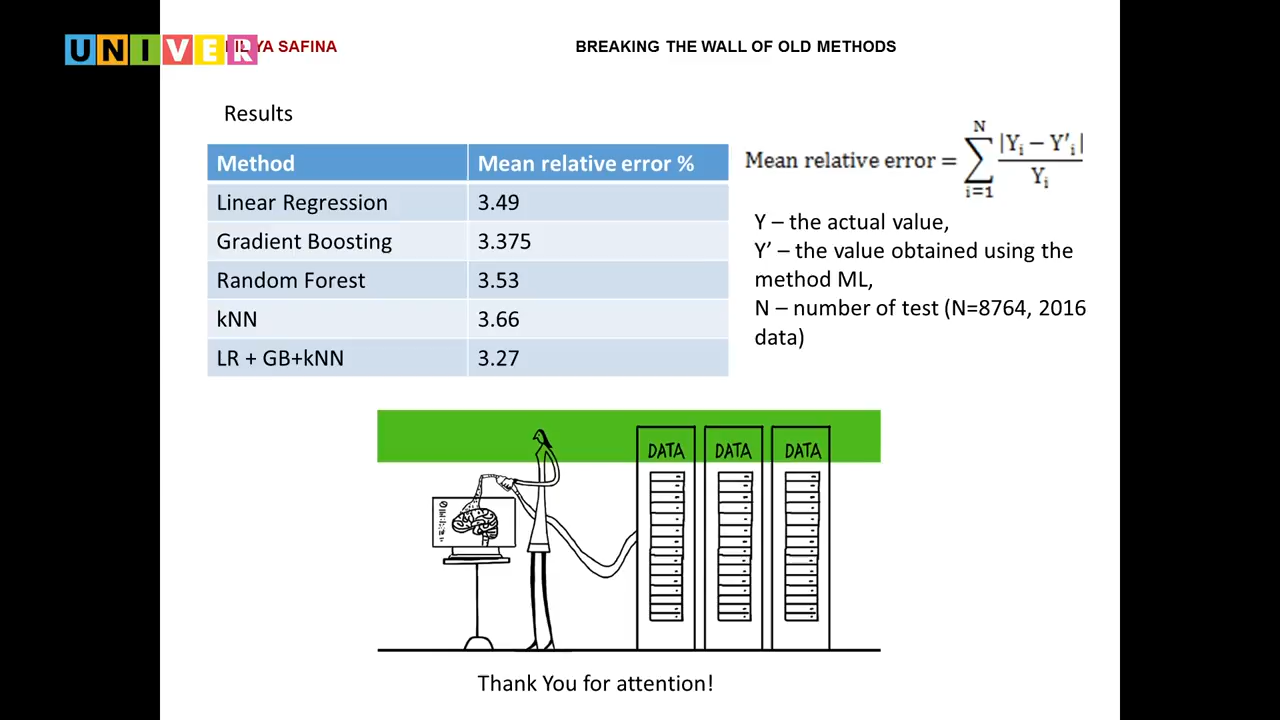 UNIVER
YA SAFINA
BREAKING THE WALL OF OLD METHODS
Results
Method Mean relative error %
Linear Regression 3.49
Gradient Boosting 3.375
Random Forest 3.53
kNN 3.66
LR + GB+kNN 3.27
Mean relative error = ∑ N i=1 |Yi − Y′i| / Yi
Y – the actual value,
Y’ – the value obtained using the
method ML,
N – number of test (N=8764, 2016
data)
DATA DATA DATA
Thank You for attention!